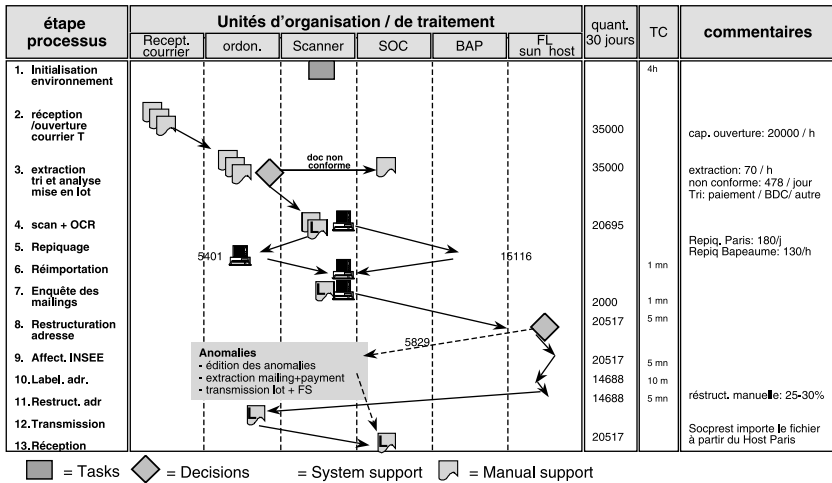 étape processus
Unités d'organisation / de traitement
quant. 30 jours
TC
commentaires
Recept. courrier
ordon.
Scanner
SOC
BAP
FL sun host
1. Initialisation environnement
4h
2. réception /ouverture courrier T
35000
cap. ouverture: 20000 / h
3. extraction tri et analyse mise en lot
doc non conforme
35000
extraction: 70 / h
non conforme: 478 / jour
Tri: paiement / BDC/ autre
4. scan + OCR
L
20695
5. Repiquage
5401
15116
Repiq. Paris: 180/j
Repiq Bapeaume: 130/h
6. Réimportation
1 mn
7. Enquête des mailings
L
2000
1 mn
8. Restructuration adresse
20517
5 mn
5829
9. Affect. INSEE
20517
5 mn
Anomalies
- édition des anomalies
- extraction mailing+payment
- transmission lot + FS
10. Label. adr.
14688
10 m
11. Restruct. adr
14688
5 mn
réstruct. manuelle: 25-30%
L
12. Transmission
13. Réception
L
20517
Socprest importe le fichier
à partir du Host Paris
= Tasks
= Decisions
= System support
= Manual support